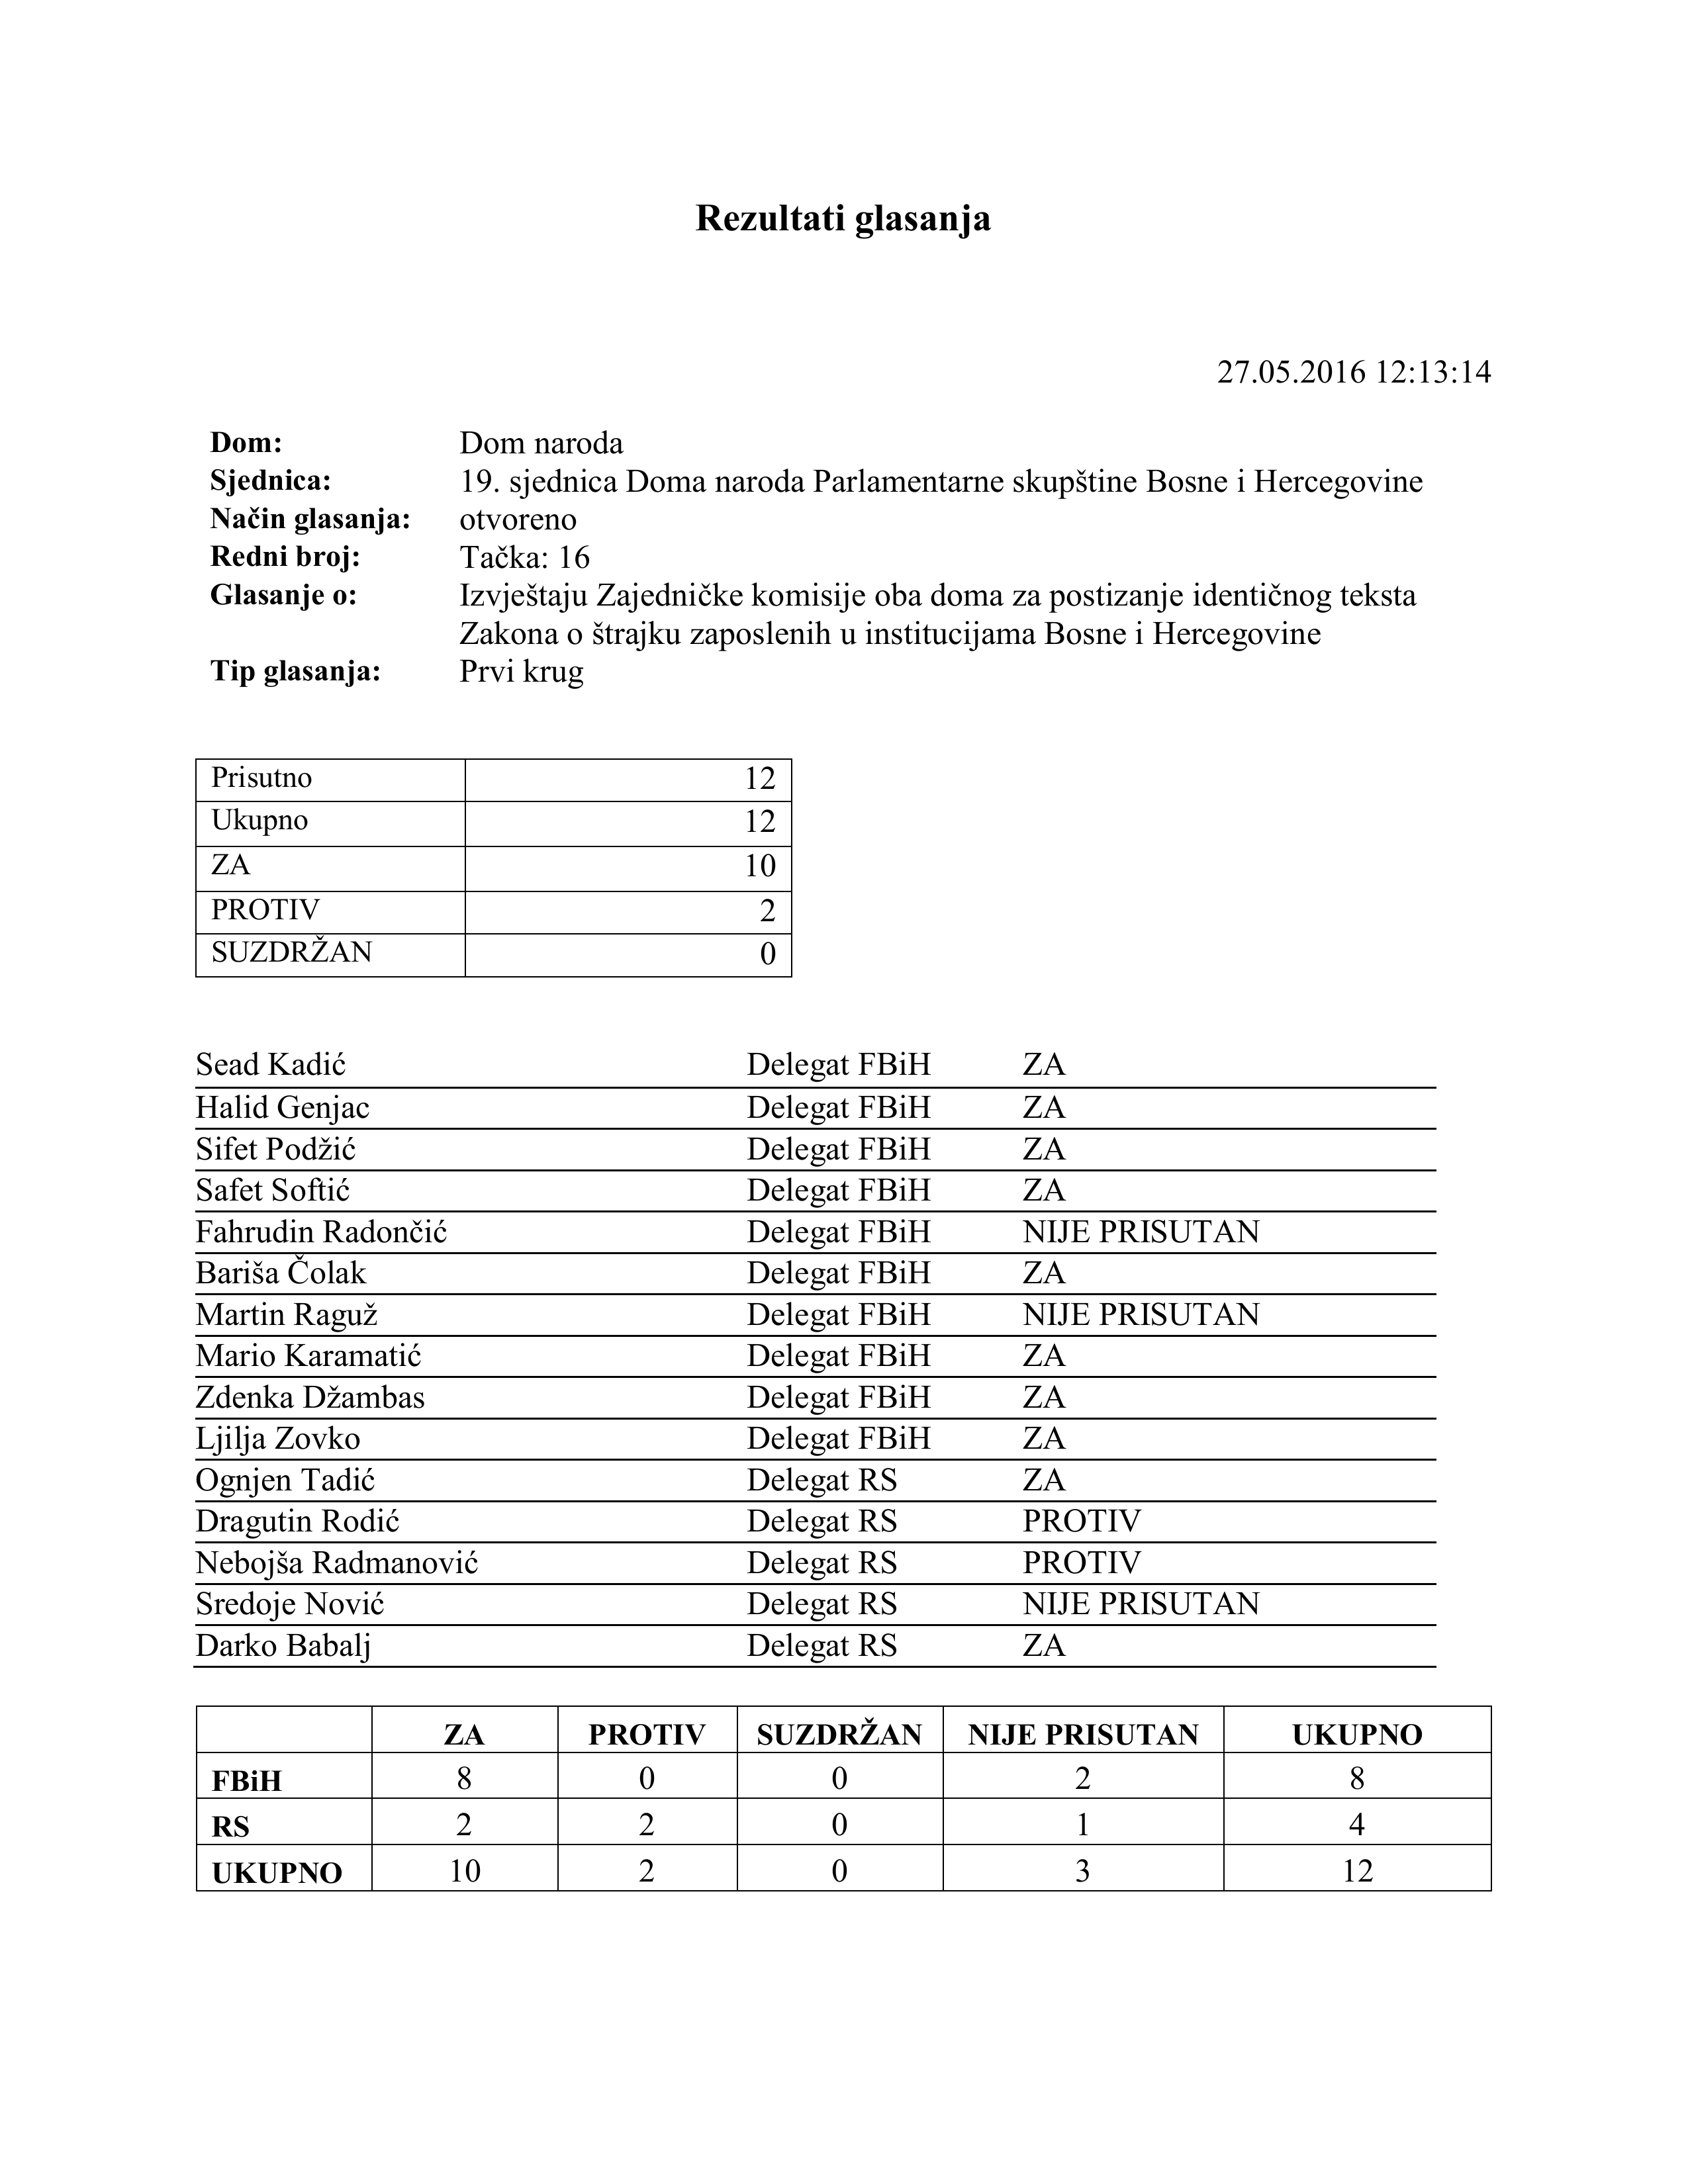 Rezultati glasanja
27.05.2016 12:13:14
Dom: Dom naroda
Sjednica: 19. sjednica Doma naroda Parlamentarne skupštine Bosne i Hercegovine
Način glasanja: otvoreno
Redni broj: Tačka: 16
Glasanje o: Izvještaju Zajedničke komisije oba doma za postizanje identičnog teksta
Zakona o štrajku zaposlenih u institucijama Bosne i Hercegovine
Tip glasanja: Prvi krug
Prisutno 12
Ukupno 12
ZA 10
PROTIV 2
SUZDRŽAN 0
Sead Kadić Delegat FBiH ZA
Halid Genjac Delegat FBiH ZA
Sifet Podžić Delegat FBiH ZA
Safet Softić Delegat FBiH ZA
Fahrudin Radončić Delegat FBiH NIJE PRISUTAN
Bariša Čolak Delegat FBiH ZA
Martin Raguž Delegat FBiH NIJE PRISUTAN
Mario Karamatić Delegat FBiH ZA
Zdenka Džambas Delegat FBiH ZA
Ljilja Zovko Delegat FBiH ZA
Ognjen Tadić Delegat RS ZA
Dragutin Rodić Delegat RS PROTIV
Nebojša Radmanović Delegat RS PROTIV
Sredoje Nović Delegat RS NIJE PRISUTAN
Darko Babalj Delegat RS ZA
ZA PROTIV SUZDRŽAN NIJE PRISUTAN UKUPNO
FBiH 8 0 0 2 8
RS 2 2 0 1 4
UKUPNO 10 2 0 3 12